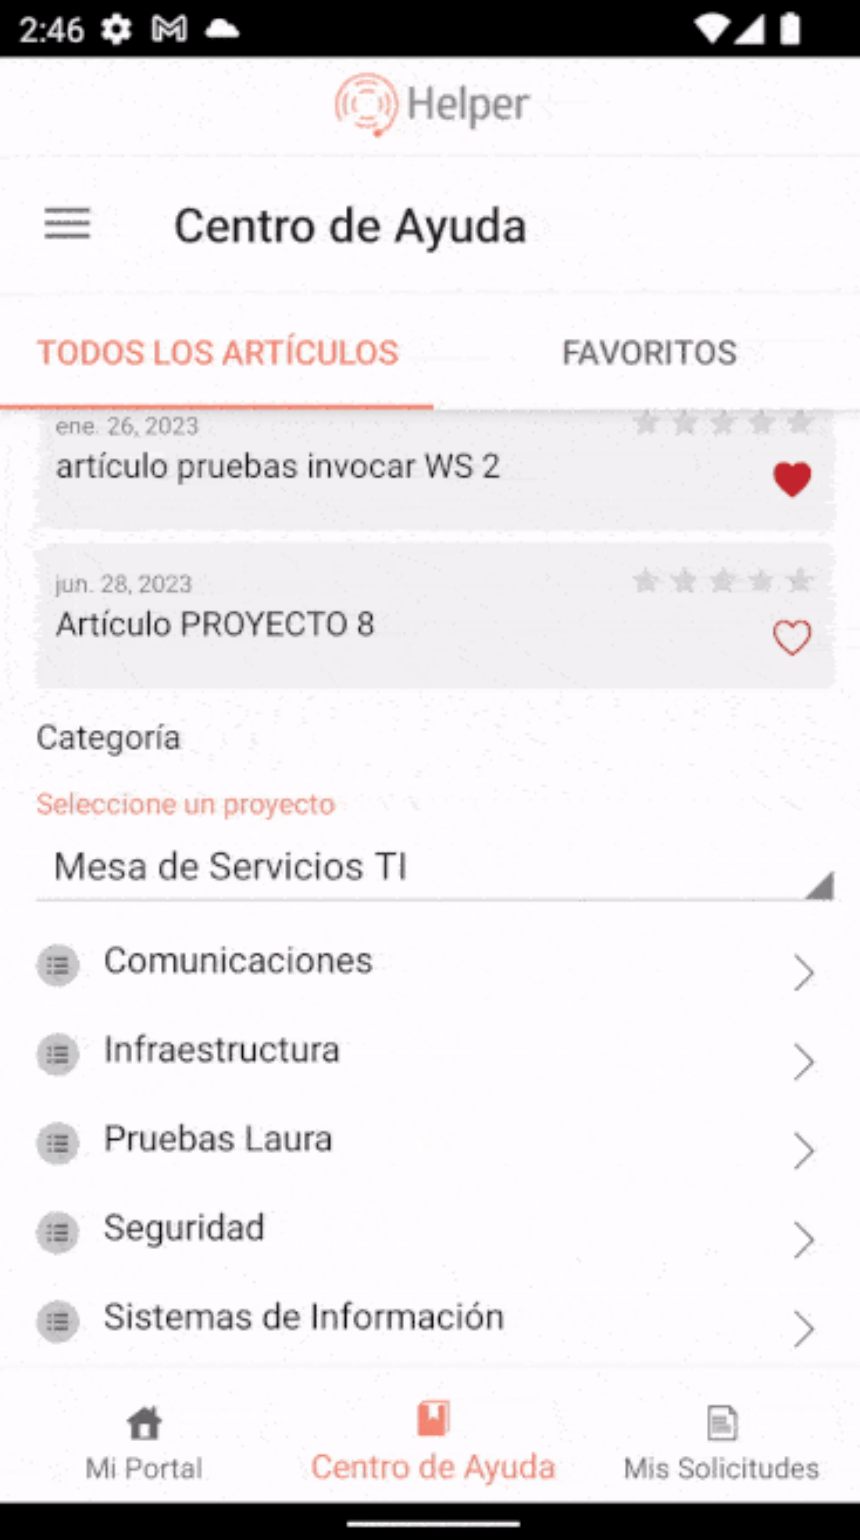 2:46
Helper
Centro de Ayuda
TODOS LOS ARTÍCULOS
FAVORITOS
ene. 26, 2023
artículo pruebas invocar WS 2
jun. 28, 2023
Artículo PROYECTO 8
Categoría
Seleccione un proyecto
Mesa de Servicios TI
Comunicaciones
Infraestructura
Pruebas Laura
Seguridad
Sistemas de Información
Mi Portal
Centro de Ayuda
Mis Solicitudes